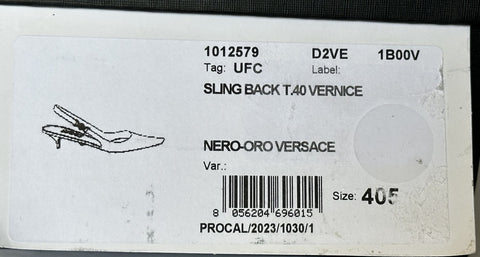 1012579 D2VE 1B00V
Tag: UFC Label:
SLING BACK T.40 VERNICE
NERO-ORO VERSACE
Var.:
Size: 405
8 056204 696015
PROCAL/2023/1030/1